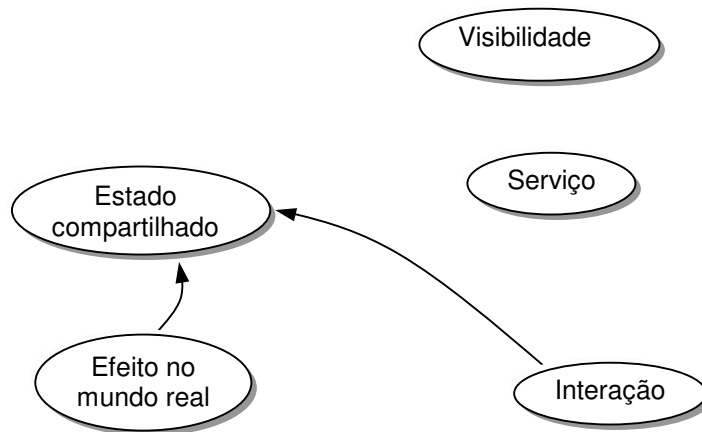 Visibilidade
Serviço
Estado
compartilhado
Efeito no
mundo real
Interação